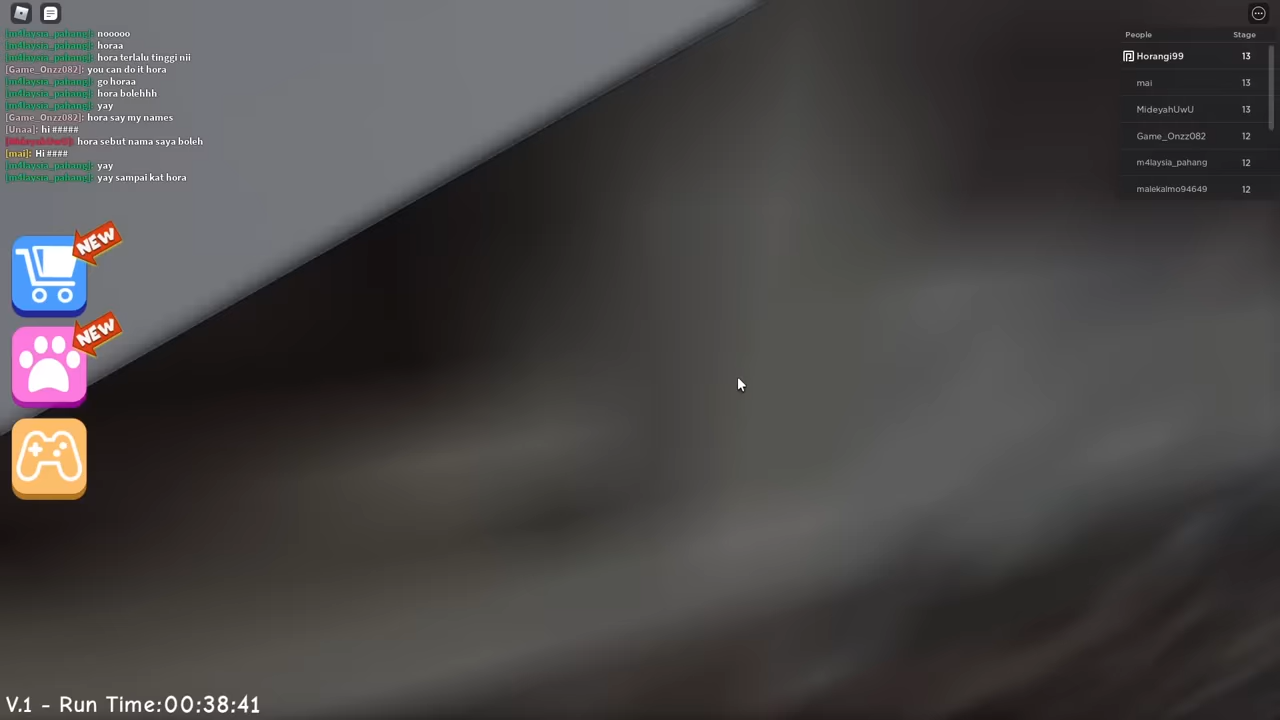 [m4laysia_pahang]: nooooo
[m4laysia_pahang]: horaa
[m4laysia_pahang]: hora terlalu tinggi nii
[Game_Onzz082]: you can do it hora
[m4laysia_pahang]: go horaa
[m4laysia_pahang]: hora bolehhh
[m4laysia_pahang]: yay
[Game_Onzz082]: hora say my names
[Unaa]: hi #####
[MideyahUwU]: hora sebut nama saya boleh
[mai]: Hi ####
[m4laysia_pahang]: yay
[m4laysia_pahang]: yay sampai kat hora
People Stage
Horangi99 13
mai 13
MideyahUwU 13
Game_Onzz082 12
m4laysia_pahang 12
malekalmo94649 12
NEW
NEW
V.1 - Run Time:00:38:41